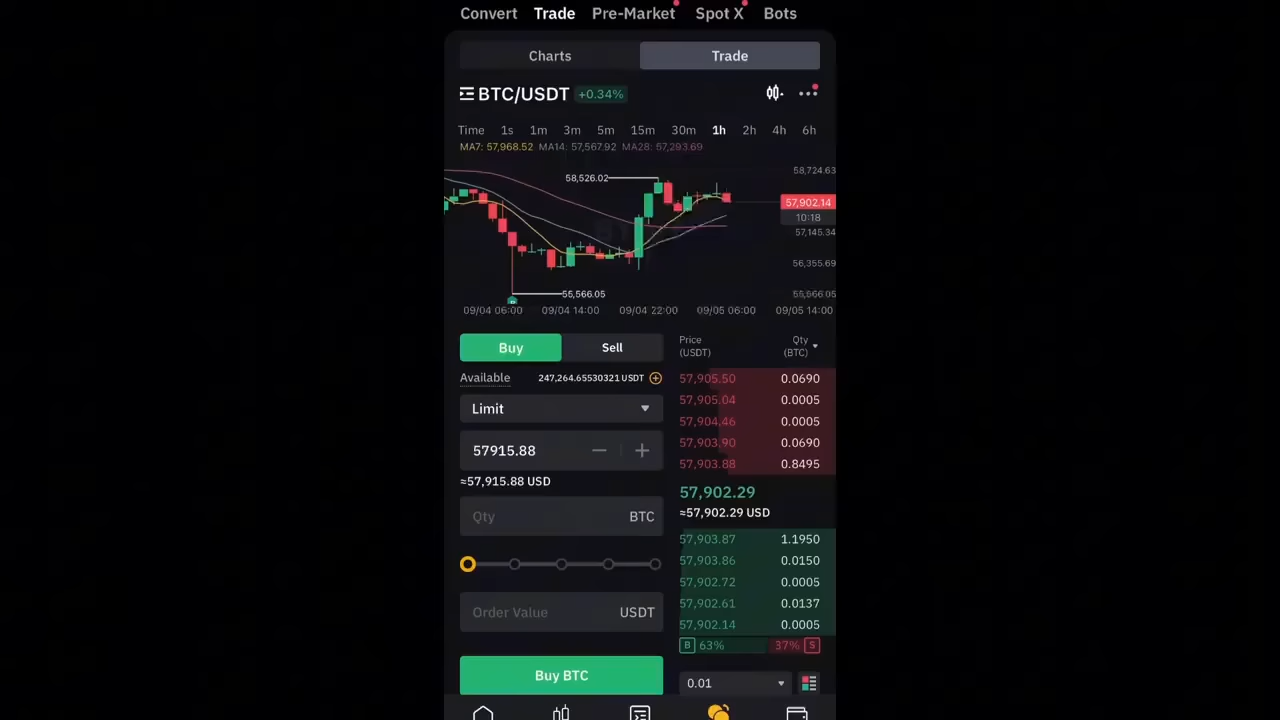 Convert Trade Pre-Market Spot X Bots
Charts Trade
BTC/USDT +0.34%
Time 1s 1m 3m 5m 15m 30m 1h 2h 4h 6h
MA7: 57,968.52 MA14: 57,567.92 MA28: 57,293.69
58,724.63
58,526.02
57,902.14
10:18
57,145.34
56,355.69
55,566.05
55,566.05
09/04 06:00 09/04 14:00 09/04 22:00 09/05 06:00 09/05 14:00
Buy Sell
Available 247,264.65530321 USDT
Limit
57915.88
≈57,915.88 USD
Qty BTC
Order Value USDT
Buy BTC
Price (USDT) Qty (BTC)
57,905.50 0.0690
57,905.04 0.0005
57,904.46 0.0005
57,903.90 0.0690
57,903.88 0.8495
57,902.29
≈57,902.29 USD
57,903.87 1.1950
57,903.86 0.0150
57,902.72 0.0005
57,902.61 0.0137
57,902.14 0.0005
B 63% 37% S
0.01